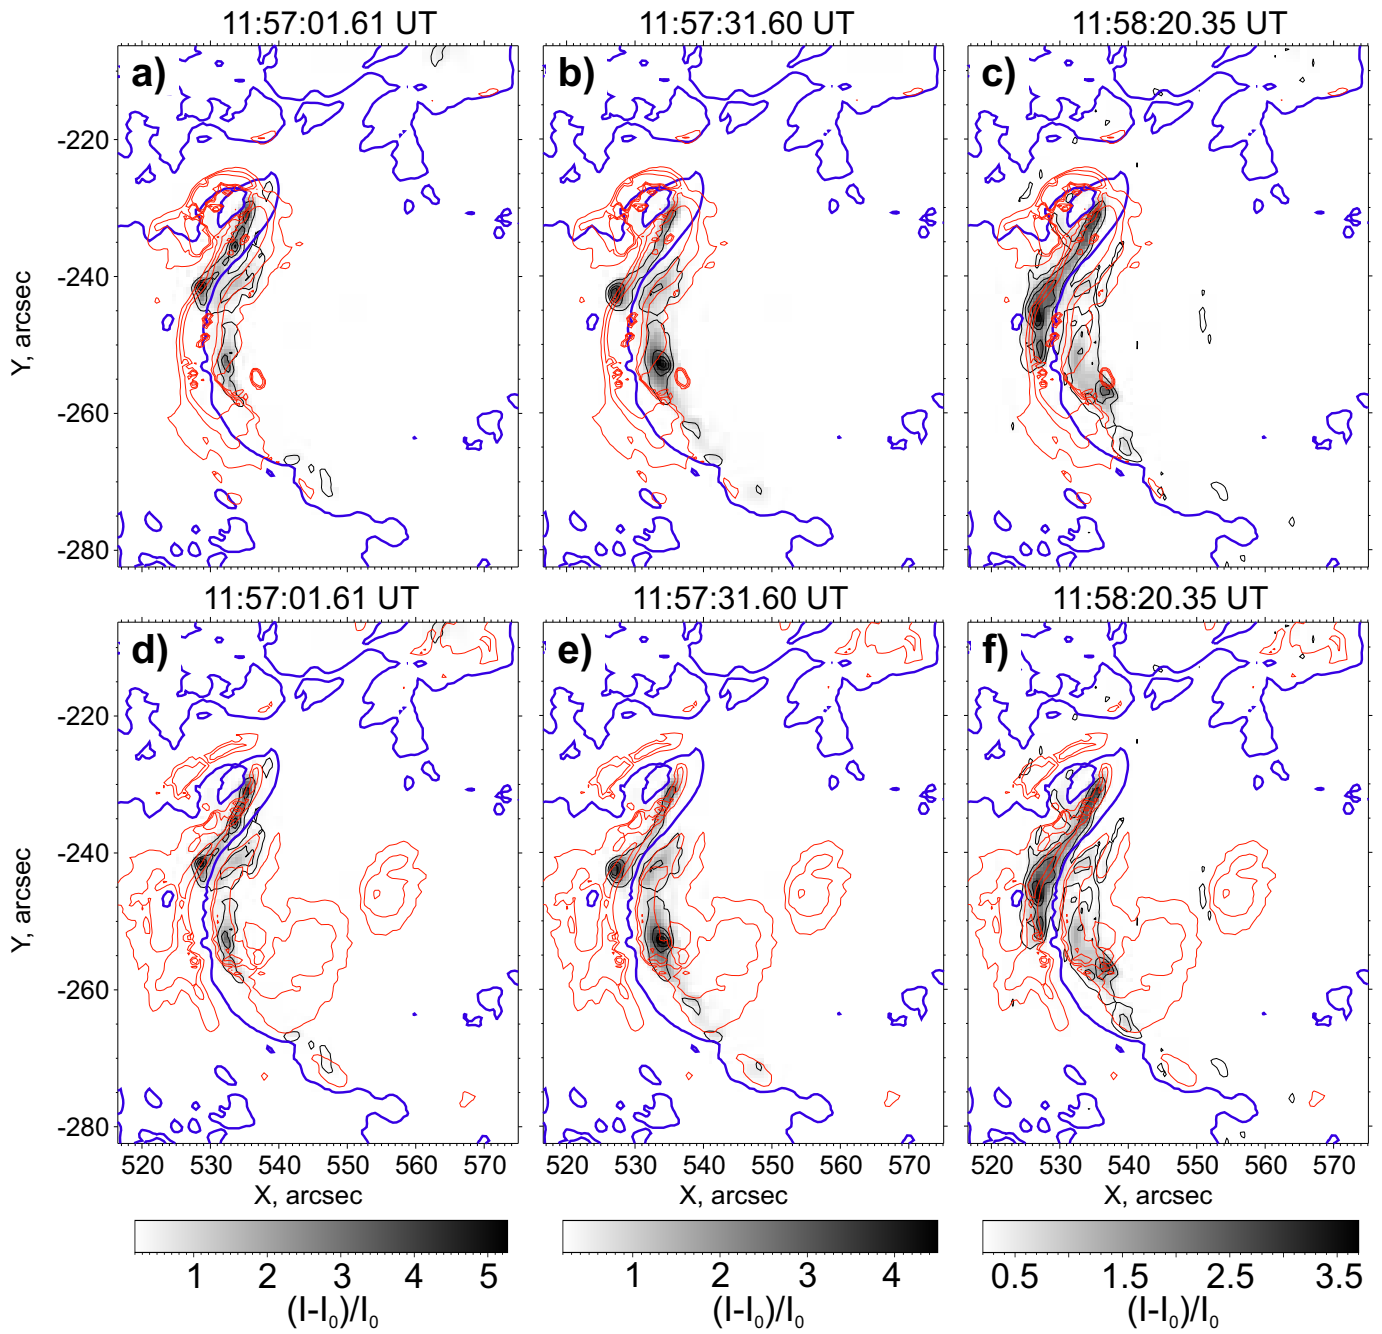 11:57:01.61 UT
11:57:31.60 UT
11:58:20.35 UT
a)
b)
c)
-220
-230
-240
-250
-260
-280
Y, arcsec
11:57:01.61 UT
11:57:31.60 UT
11:58:20.35 UT
d)
e)
f)
-220
-240
-260
-280
Y, arcsec
520 530 540 550 560 570
520 530 540 550 560 570
520 530 540 550 560 570
X, arcsec
X, arcsec
X, arcsec
1 2 3 4 5
1 2 3 4
0.5 1.5 2.5 3.5
(I-I₀)/I₀
(I-I₀)/I₀
(I-I₀)/I₀